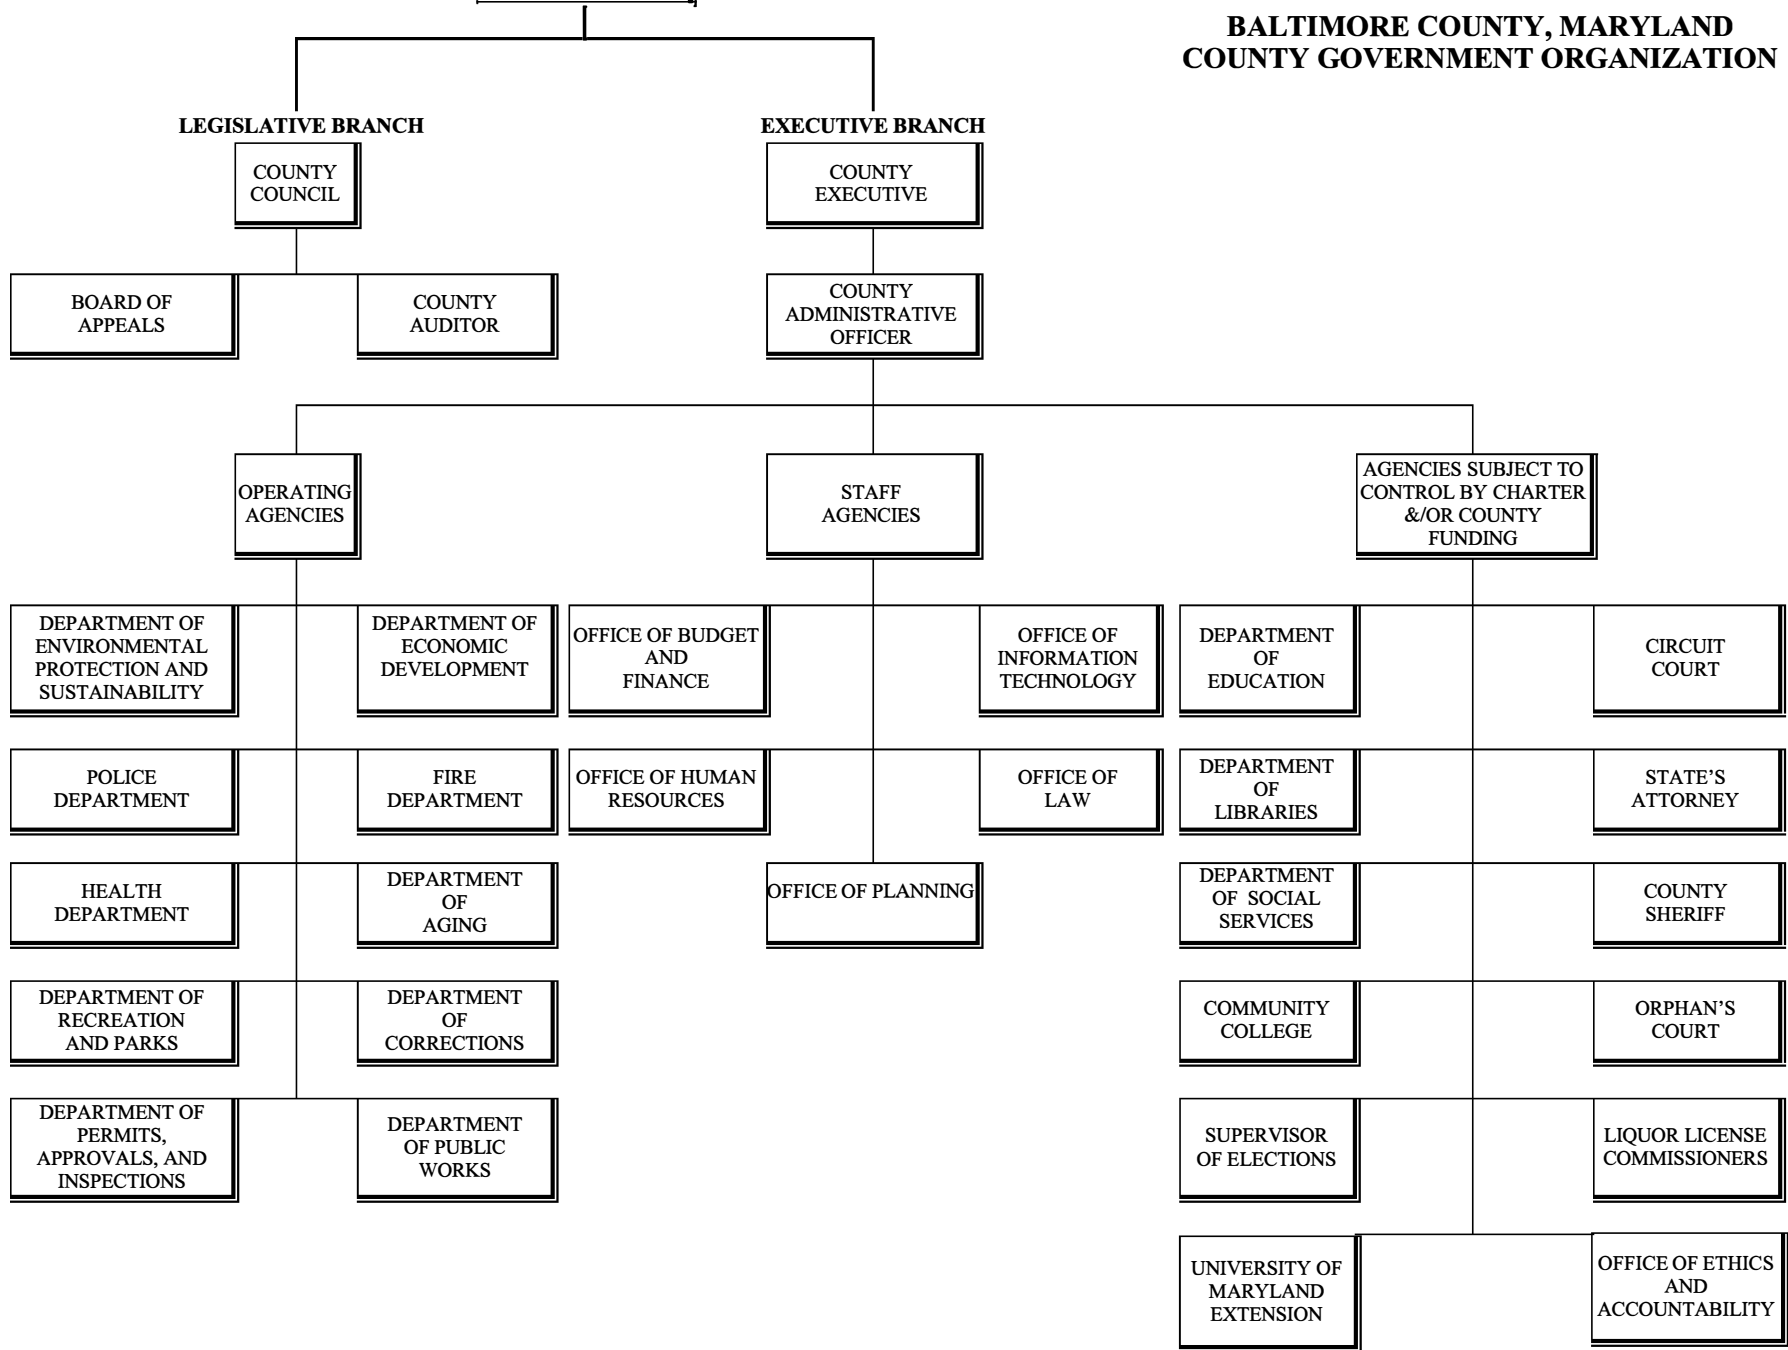 BALTIMORE COUNTY, MARYLAND
COUNTY GOVERNMENT ORGANIZATION
LEGISLATIVE BRANCH
EXECUTIVE BRANCH
COUNTY
COUNCIL
COUNTY
EXECUTIVE
BOARD OF
APPEALS
COUNTY
AUDITOR
COUNTY
ADMINISTRATIVE
OFFICER
OPERATING
AGENCIES
STAFF
AGENCIES
AGENCIES SUBJECT TO
CONTROL BY CHARTER
&/OR COUNTY
FUNDING
DEPARTMENT OF
ENVIRONMENTAL
PROTECTION AND
SUSTAINABILITY
DEPARTMENT OF
ECONOMIC
DEVELOPMENT
OFFICE OF BUDGET
AND
FINANCE
OFFICE OF
INFORMATION
TECHNOLOGY
DEPARTMENT
OF
EDUCATION
CIRCUIT
COURT
POLICE
DEPARTMENT
FIRE
DEPARTMENT
OFFICE OF HUMAN
RESOURCES
OFFICE OF
LAW
DEPARTMENT
OF
LIBRARIES
STATE'S
ATTORNEY
HEALTH
DEPARTMENT
DEPARTMENT
OF
AGING
OFFICE OF PLANNING
DEPARTMENT
OF SOCIAL
SERVICES
COUNTY
SHERIFF
DEPARTMENT OF
RECREATION
AND PARKS
DEPARTMENT
OF
CORRECTIONS
COMMUNITY
COLLEGE
ORPHAN'S
COURT
DEPARTMENT OF
PERMITS,
APPROVALS, AND
INSPECTIONS
DEPARTMENT
OF PUBLIC
WORKS
SUPERVISOR
OF ELECTIONS
LIQUOR LICENSE
COMMISSIONERS
UNIVERSITY OF
MARYLAND
EXTENSION
OFFICE OF ETHICS
AND
ACCOUNTABILITY